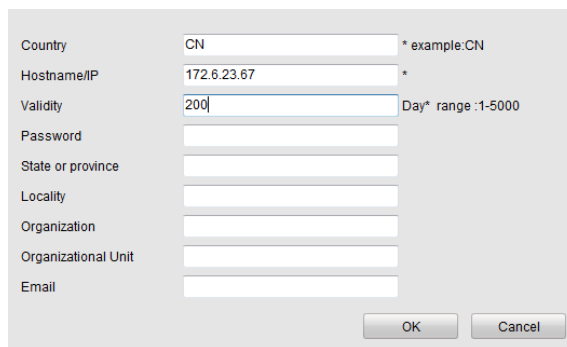 Country CN * example:CN
Hostname/IP 172.6.23.67 *
Validity 200 Day* range :1-5000
Password
State or province
Locality
Organization
Organizational Unit
Email
OK Cancel